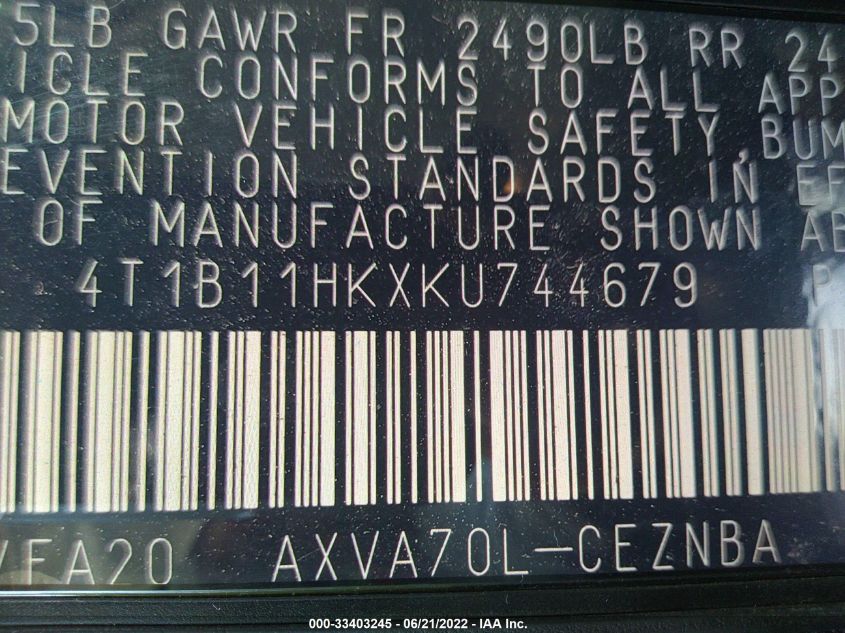 5LB GAWR FR 2490LB RR 24
ICLE CONFORMS TO ALL APP
MOTOR VEHICLE SAFETY,BUM
EVENTION STANDARDS IN EF
OF MANUFACTURE SHOWN AB
4T1B11HKXKU744679 P
VFA20 AXVA70L-CEZNBA
000-33403245 - 06/21/2022 - IAA Inc.